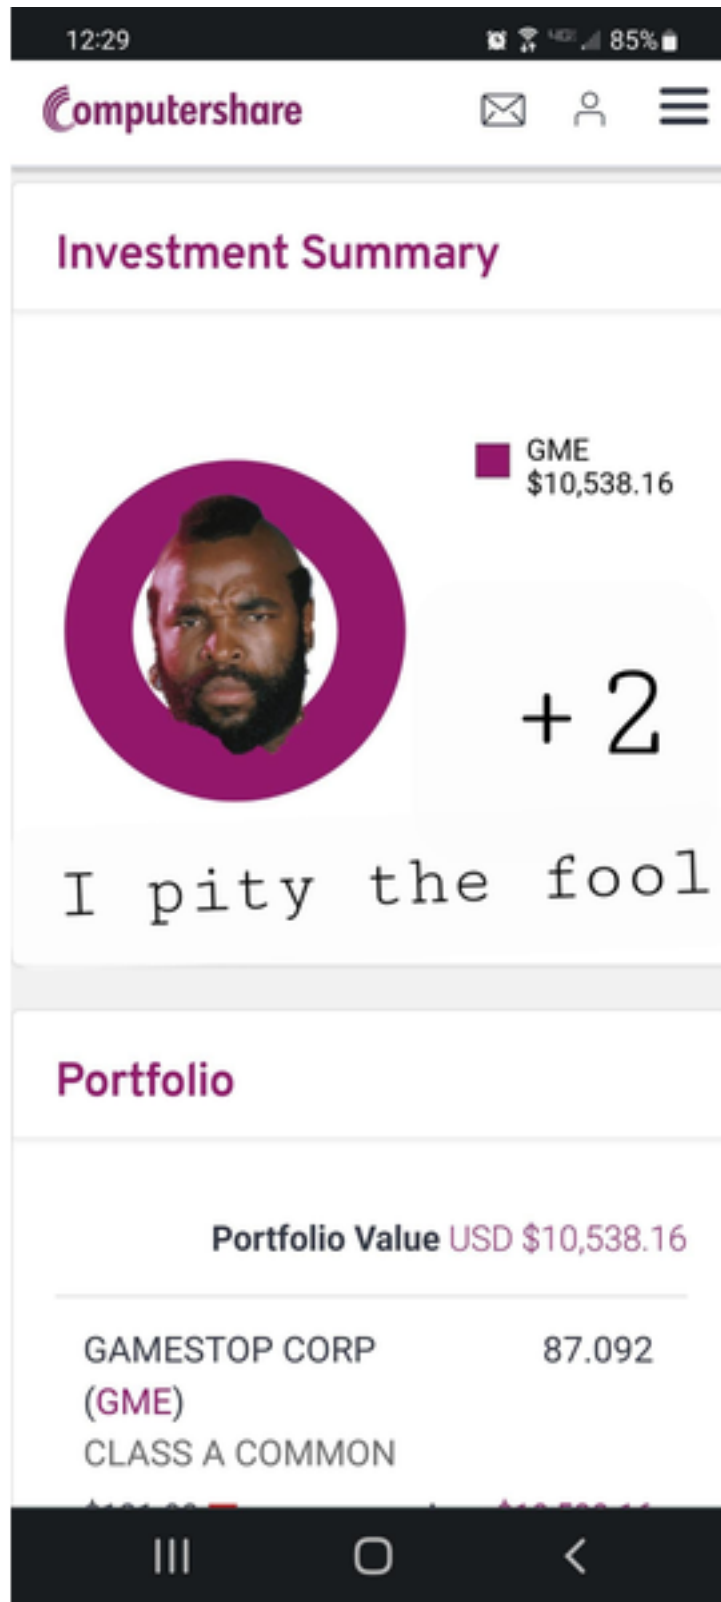 12:29
85%
Computershare
Investment Summary
GME
$10,538.16
+ 2
I pity the fool
Portfolio
Portfolio Value USD $10,538.16
GAMESTOP CORP 87.092
(GME)
CLASS A COMMON